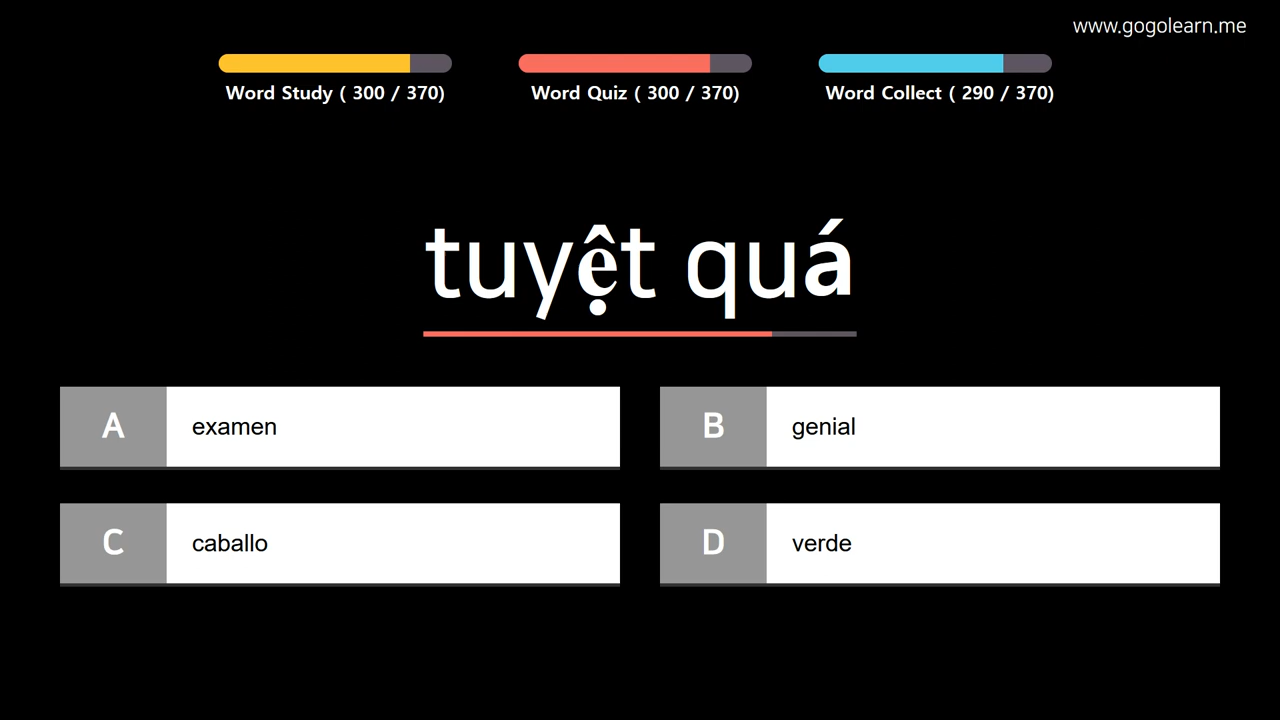 www.gogolearn.me
Word Study ( 300 / 370)
Word Quiz ( 300 / 370)
Word Collect ( 290 / 370)
tuyệt quá
A
examen
B
genial
C
caballo
D
verde